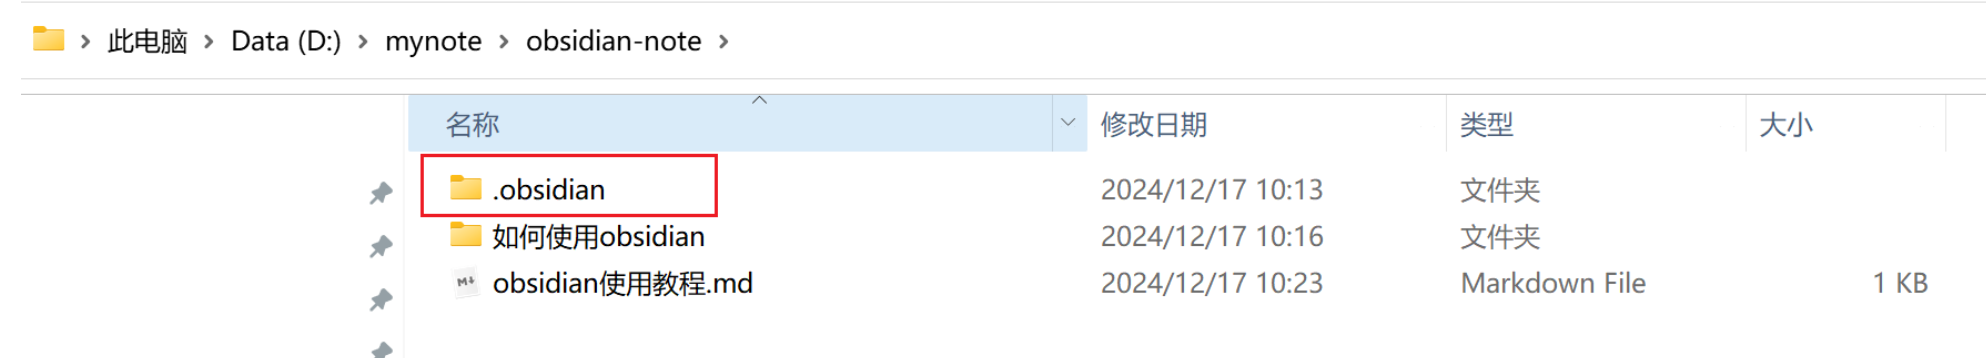 此电脑 > Data (D:) > mynote > obsidian-note >
名称 修改日期 类型 大小
.obsidian 2024/12/17 10:13 文件夹
如何使用obsidian 2024/12/17 10:16 文件夹
M↓ obsidian使用教程.md 2024/12/17 10:23 Markdown File 1 KB